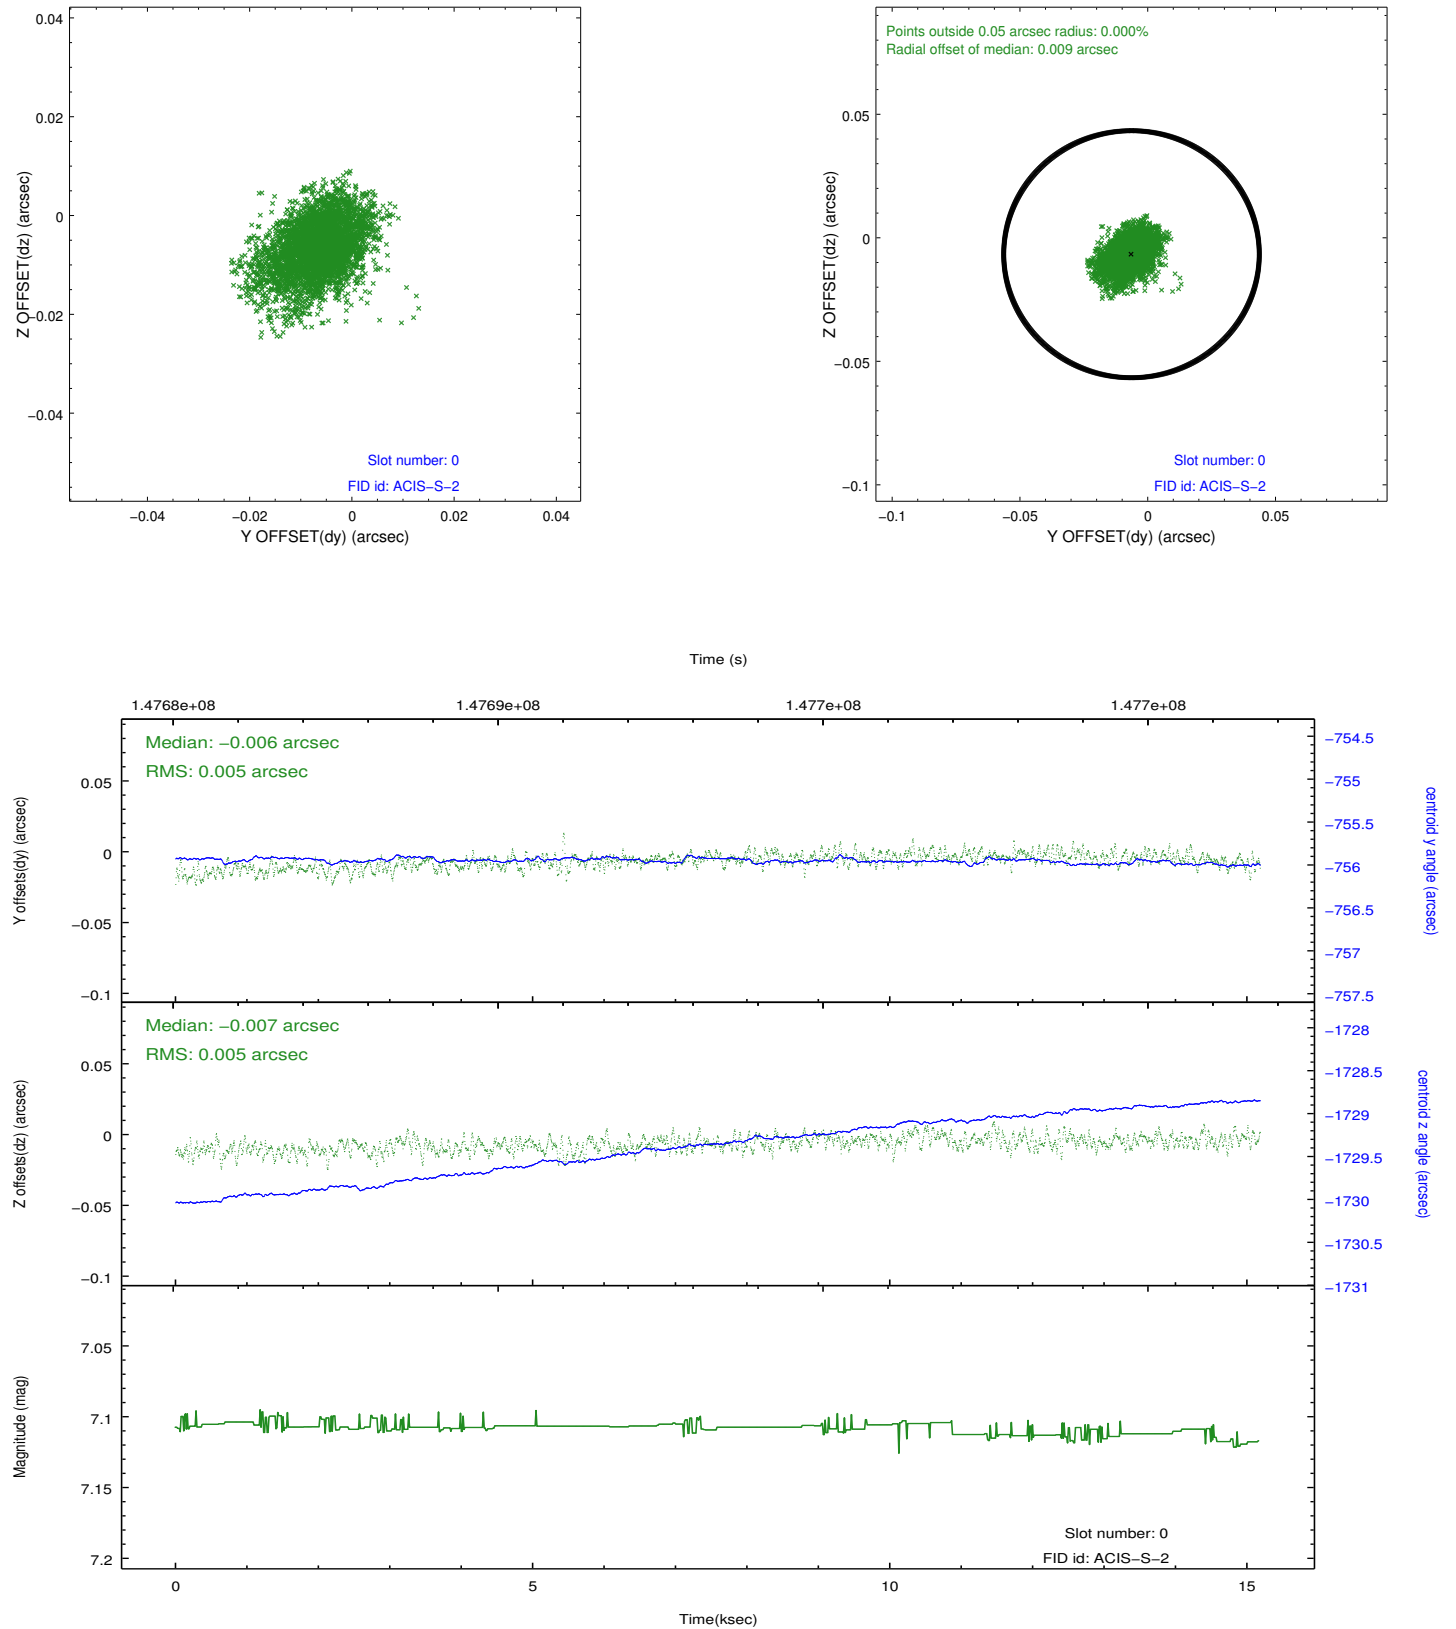 0.04
0.02
0
−0.02
−0.04
Z OFFSET(dz) (arcsec)
Slot number: 0
FID id: ACIS−S−2
−0.04
−0.02
0
0.02
0.04
Y OFFSET(dy) (arcsec)
Points outside 0.05 arcsec radius: 0.000%
Radial offset of median: 0.009 arcsec
0.05
0
−0.05
−0.1
Z OFFSET(dz) (arcsec)
Slot number: 0
FID id: ACIS−S−2
−0.1
−0.05
0
0.05
Y OFFSET(dy) (arcsec)
Time (s)
1.4768e+08
1.4769e+08
1.477e+08
1.477e+08
Median: −0.006 arcsec
RMS: 0.005 arcsec
0.05
0
−0.05
−0.1
Y offsets(dy) (arcsec)
−754.5
−755
−755.5
−756
−756.5
−757
−757.5
centroid y angle (arcsec)
Median: −0.007 arcsec
RMS: 0.005 arcsec
0.05
0
−0.05
−0.1
Z offsets(dz) (arcsec)
−1728
−1728.5
−1729
−1729.5
−1730
−1730.5
−1731
centroid z angle (arcsec)
7.05
7.1
7.15
7.2
Magnitude (mag)
Slot number: 0
FID id: ACIS−S−2
0
5
10
15
Time(ksec)